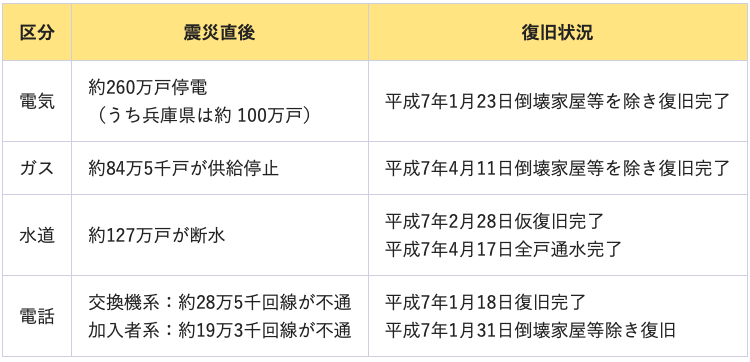 区分
震災直後
復旧状況
電気
約260万戸停電
（うち兵庫県は約 100万戸）
平成7年1月23日倒壊家屋等を除き復旧完了
ガス
約84万5千戸が供給停止
平成7年4月11日倒壊家屋等を除き復旧完了
水道
約127万戸が断水
平成7年2月28日仮復旧完了
平成7年4月17日全戸通水完了
電話
交換機系：約28万5千回線が不通
加入者系：約19万3千回線が不通
平成7年1月18日復旧完了
平成7年1月31日倒壊家屋等除き復旧